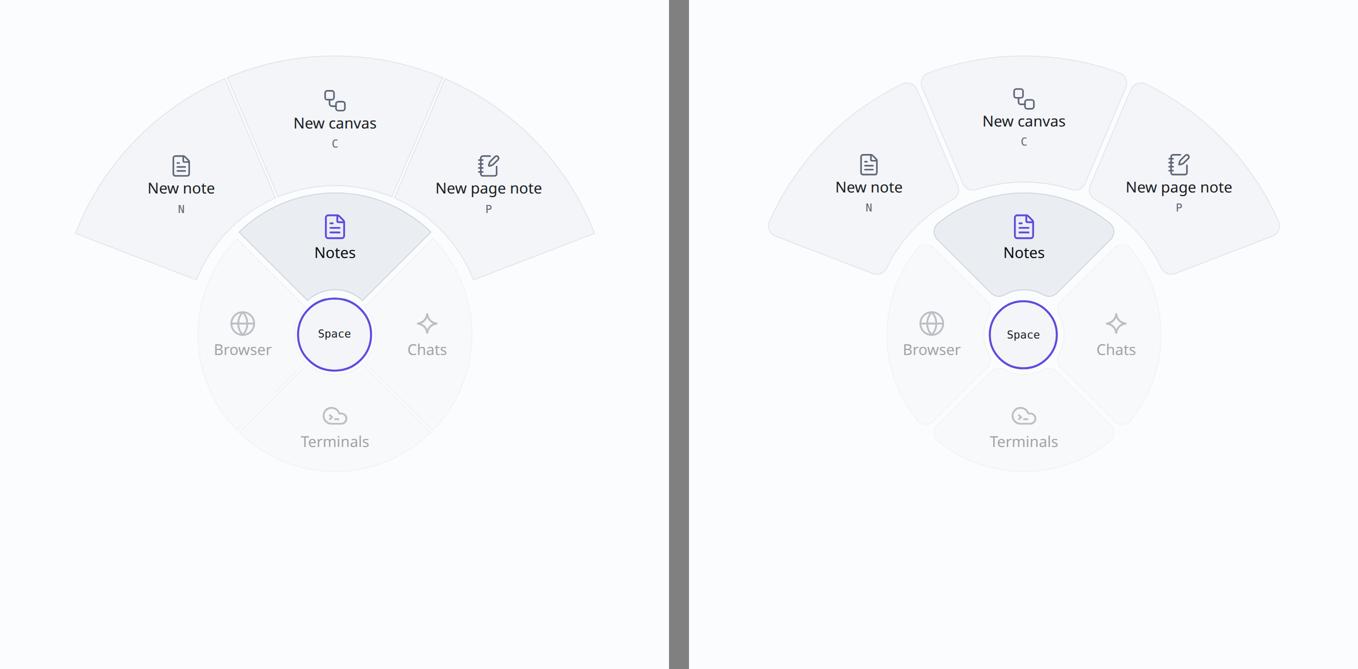 New canvas
C
New note
N
New page note
P
Notes
Browser
Space
Chats
Terminals
New canvas
C
New note
N
New page note
P
Notes
Browser
Space
Chats
Terminals